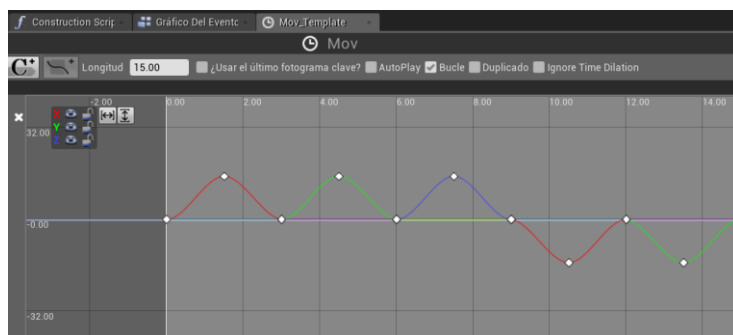 Construction Scrip Gráfico Del Evento Mov_Template
Mov
Longitud 15.00 ¿Usar el último fotograma clave? AutoPlay Bucle Duplicado Ignore Time Dilation
-2.00 0.00 2.00 4.00 6.00 8.00 10.00 12.00 14.00
X
32.00 Y
Z
-0.00
-32.00